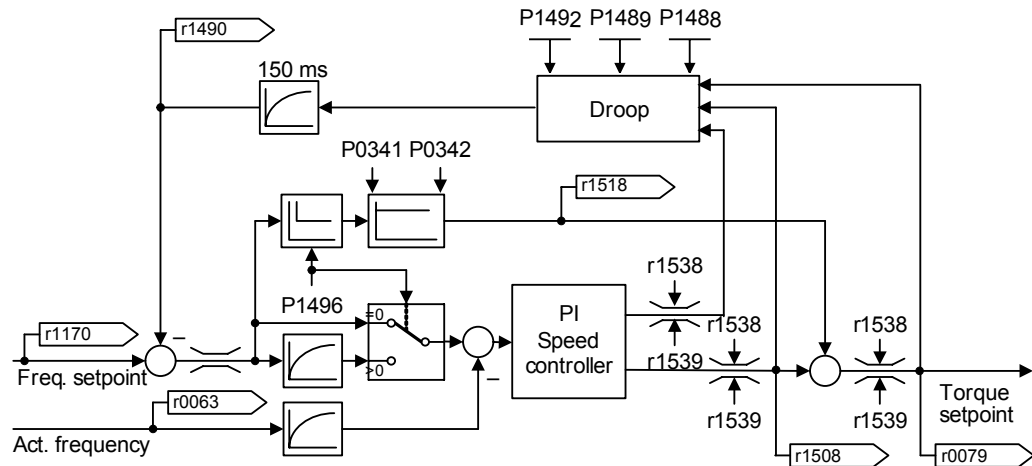 r1490
P1492 P1489 P1488
150 ms
Droop
P0341 P0342
r1518
P1496
=0
>0
r1170
Freq. setpoint
r0063
Act. frequency
PI
Speed
controller
r1538
r1539
r1538
r1539
r1538
r1539
Torque
setpoint
r1508
r0079
–
–